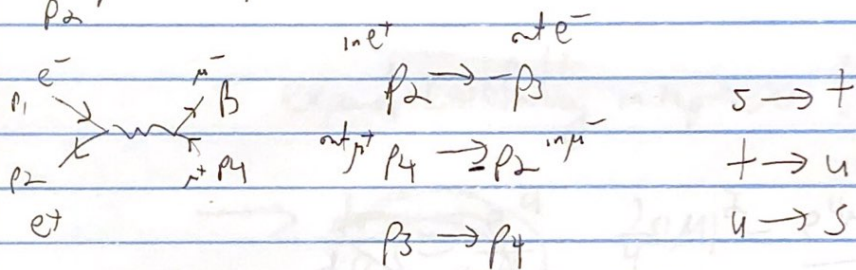 p2
in e+ out e-
e- μ- p2 → -p3
p1 p3 s → t
out μ+ p4 → -p2 in μ-
p2 μ+ p4 t → u
e+ u → s
p3 → p4